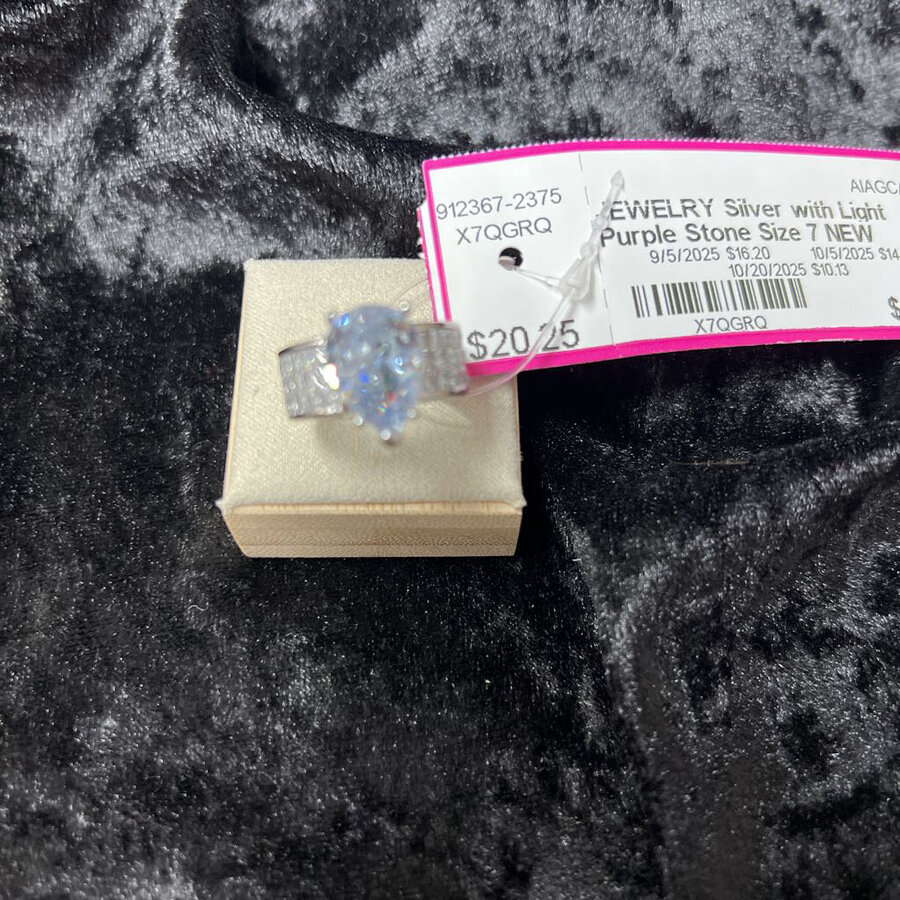 912367-2375
X7QGRQ
$20.25
AIAGC
EWELRY Silver with Light
Purple Stone Size 7 NEW
9/5/2025 $16.20 10/5/2025 $14
10/20/2025 $10.13
X7QGRQ
$